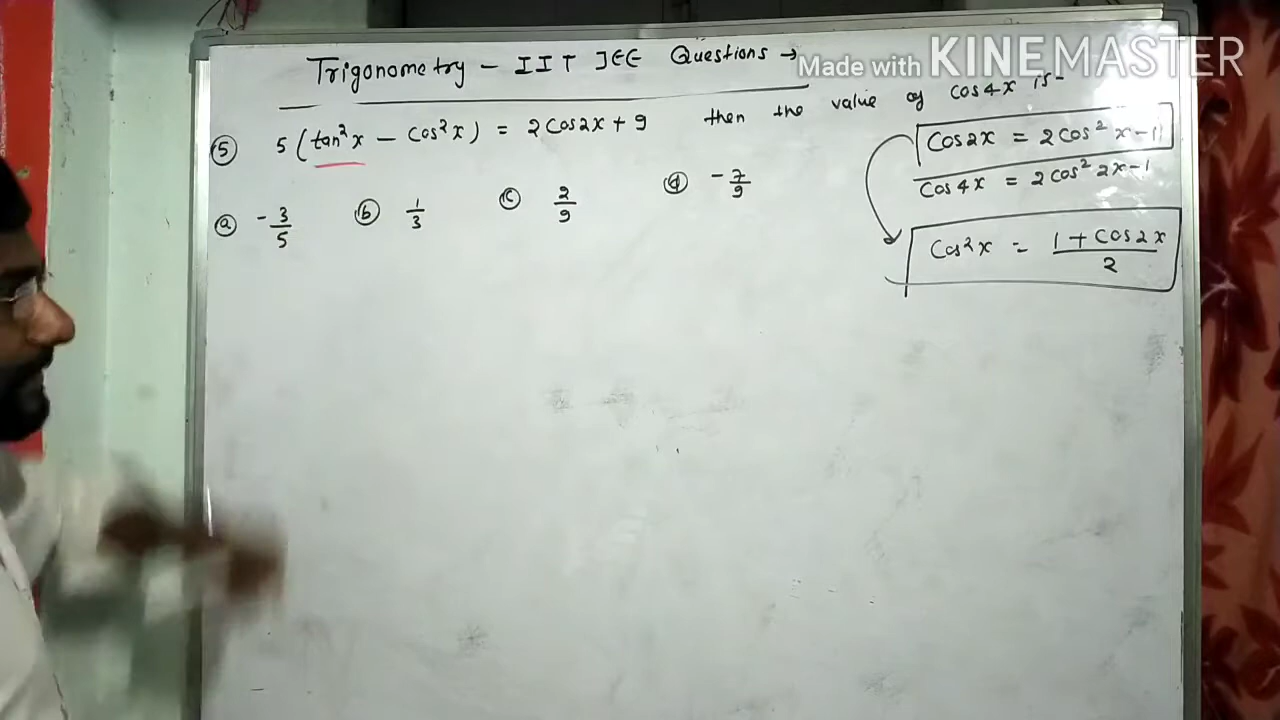 Made with KINEMASTER
Trigonometry - IIT JEE Questions →
⑤ 5 (tan²x - Cos²x) = 2Cos2x + 9 then the value of Cos4x is-
ⓐ -3/5 ⓑ 1/3 ⓒ 2/9 ⓓ -7/9
Cos2x = 2Cos²x-1
Cos4x = 2Cos²2x-1
Cos²x = 1 + Cos2x / 2